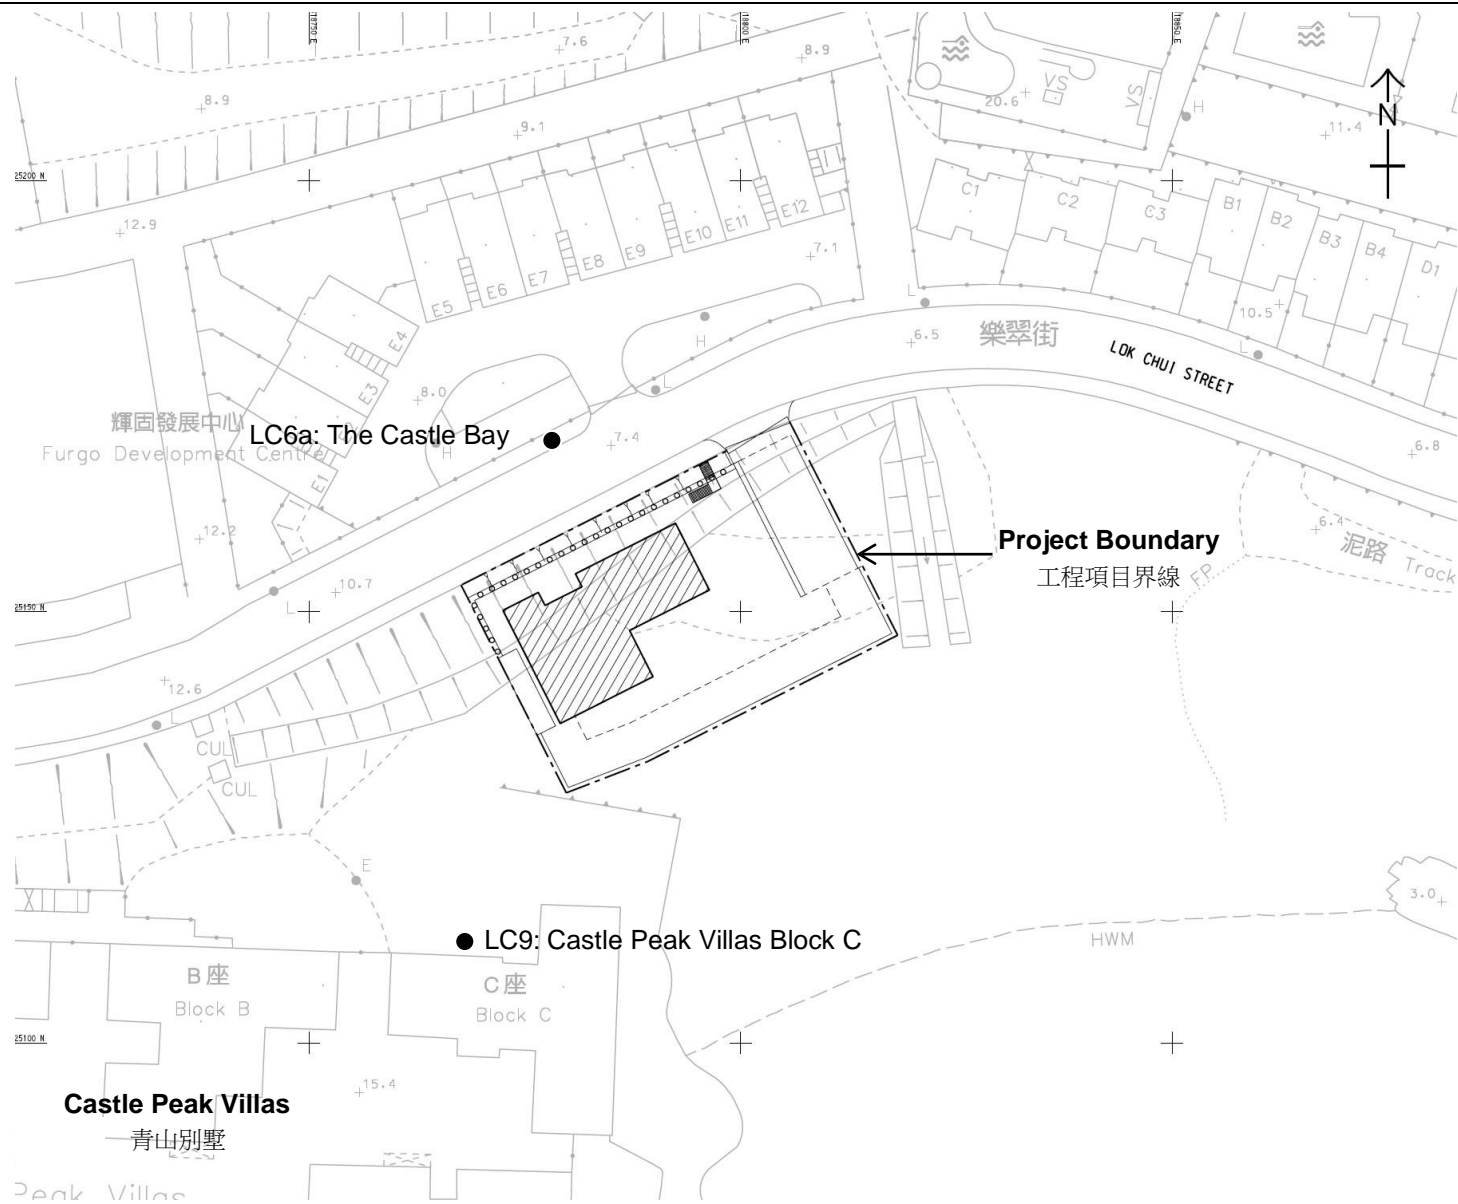 18750 E
18800 E
18850 E
7.6
8.9
8.9
20.6
VS
VS
H
N
11.4
9.1
25200 N
12.9
C1
C2
C3
B1
B2
B3
B4
D1
E12
E11
E10
E9
E8
E7
E6
E5
7.1
E4
E3
L
10.5
L
H
6.5
樂翠街
LOK CHUI STREET
8.0
L
輝固發展中心
Furgo Development Centre
LC6a: The Castle Bay
H
7.4
6.8
E1
12.2
Project Boundary
工程項目界線
6.4
泥路
Track
FP
10.7
L
25150 N
12.6
L
CUL
CUL
E
3.0
HWM
LC9: Castle Peak Villas Block C
B座
Block B
C座
Block C
25100 N
15.4
Castle Peak Villas
青山別墅
Peak Villas